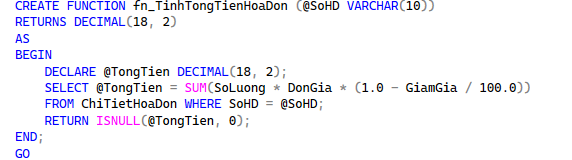 CREATE FUNCTION fn_TinhTongTienHoaDon (@SoHD VARCHAR(10))
RETURNS DECIMAL(18, 2)
AS
BEGIN
    DECLARE @TongTien DECIMAL(18, 2);
    SELECT @TongTien = SUM(SoLuong * DonGia * (1.0 - GiamGia / 100.0))
    FROM ChiTietHoaDon WHERE SoHD = @SoHD;
    RETURN ISNULL(@TongTien, 0);
END;
GO